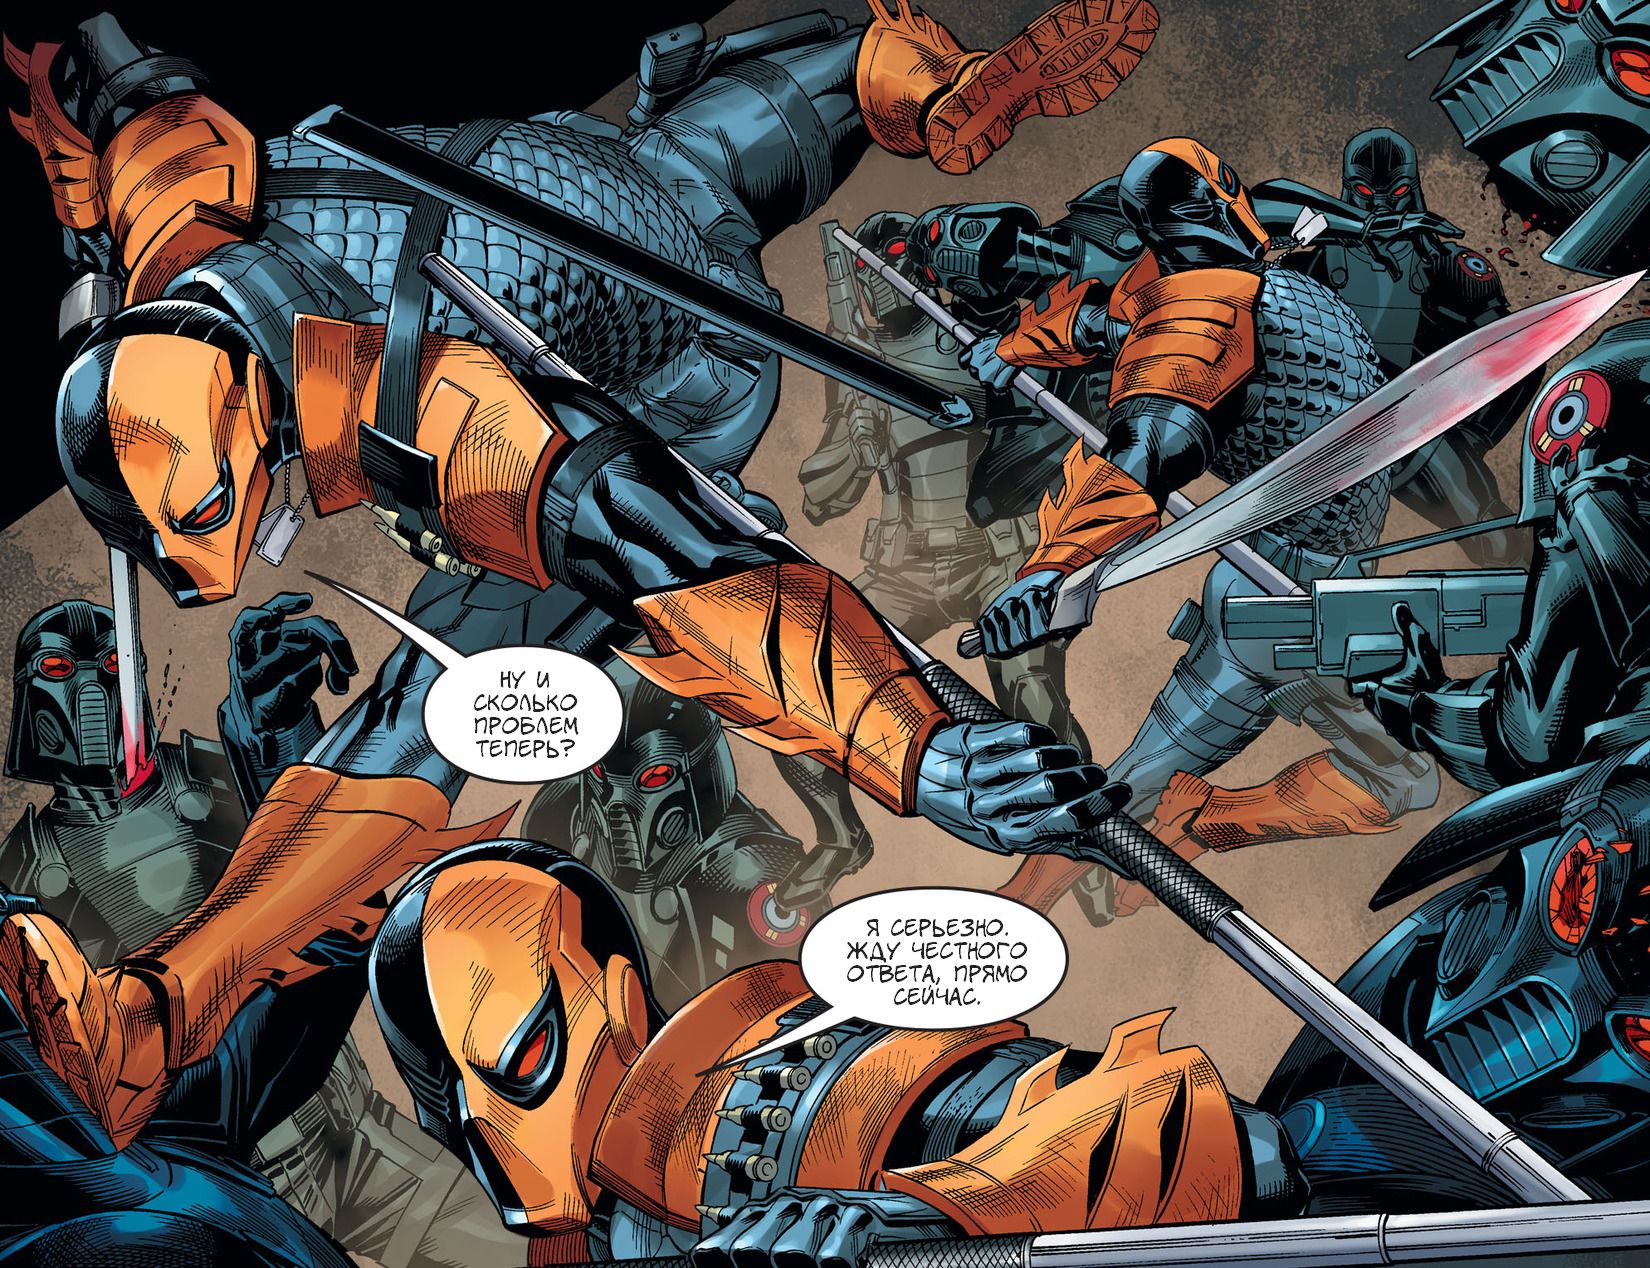 НУ И
СКОЛЬКО
ПРОБЛЕМ
ТЕПЕРЬ?
Я СЕРЬЕЗНО.
ЖДУ ЧЕСТНОГО
ОТВЕТА, ПРЯМО
СЕЙЧАС.